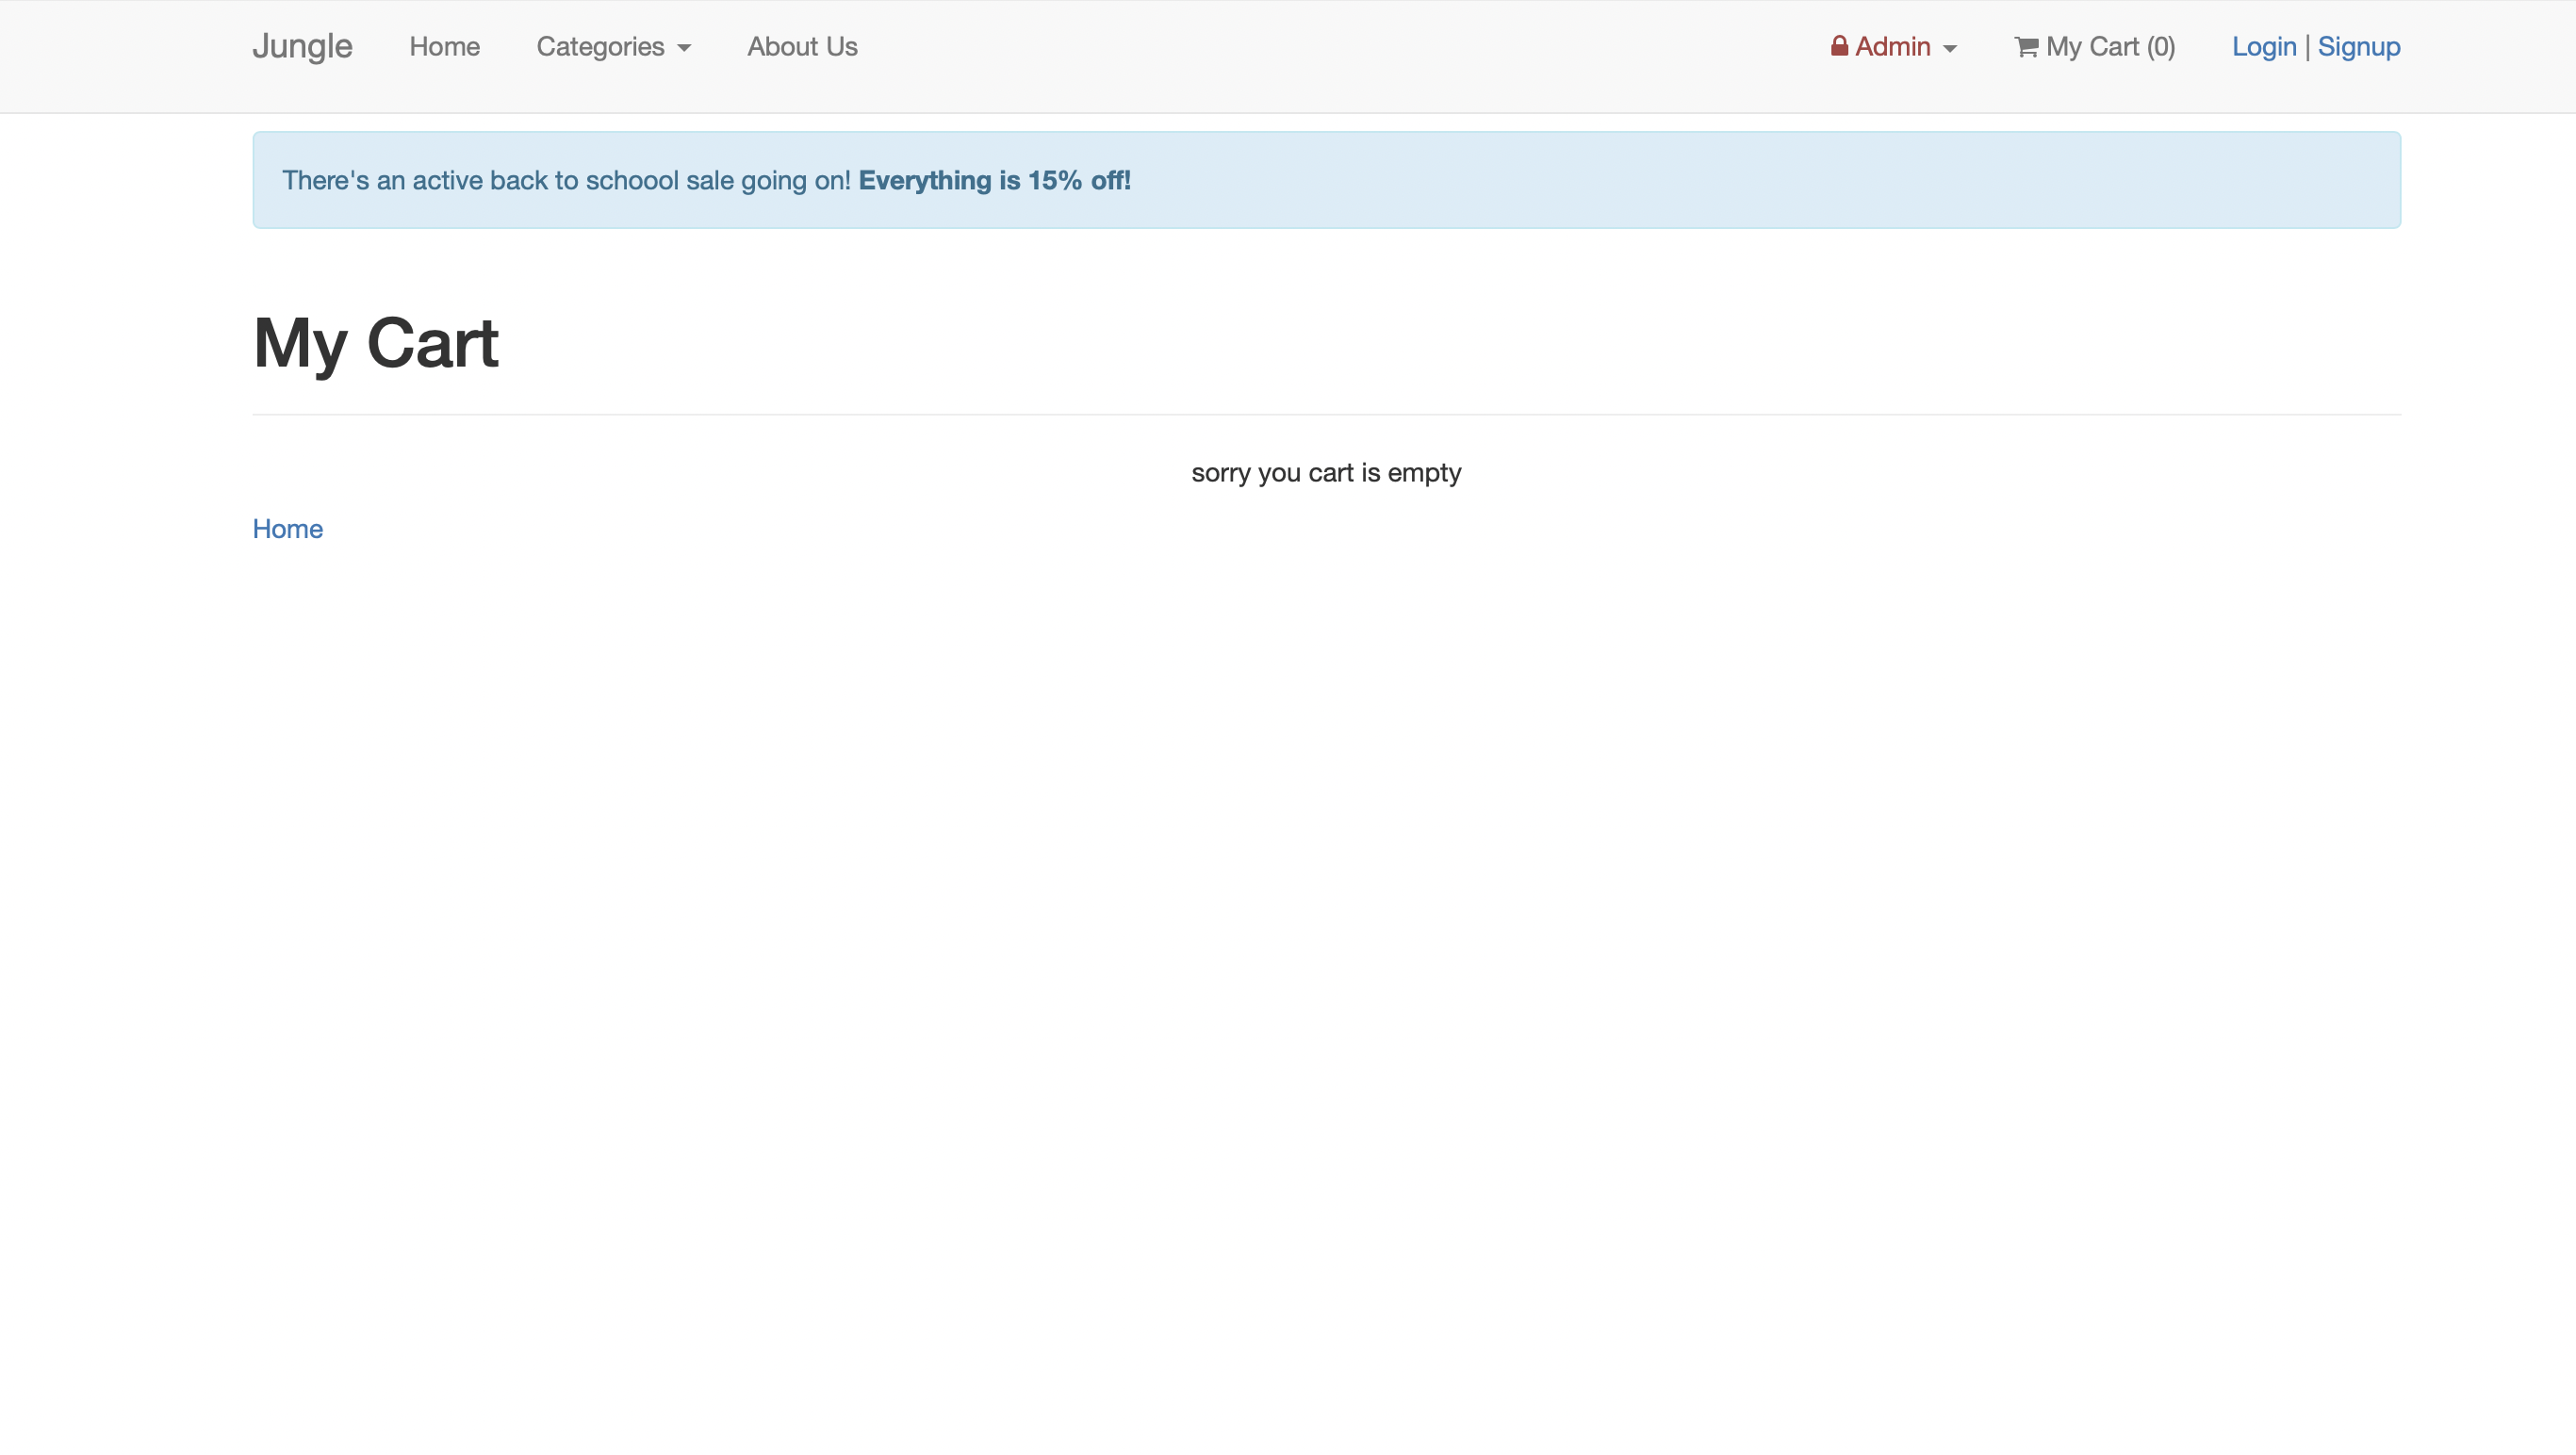 Jungle Home Categories About Us Admin My Cart (0) Login | Signup
There's an active back to schoool sale going on! Everything is 15% off!
My Cart
sorry you cart is empty
Home